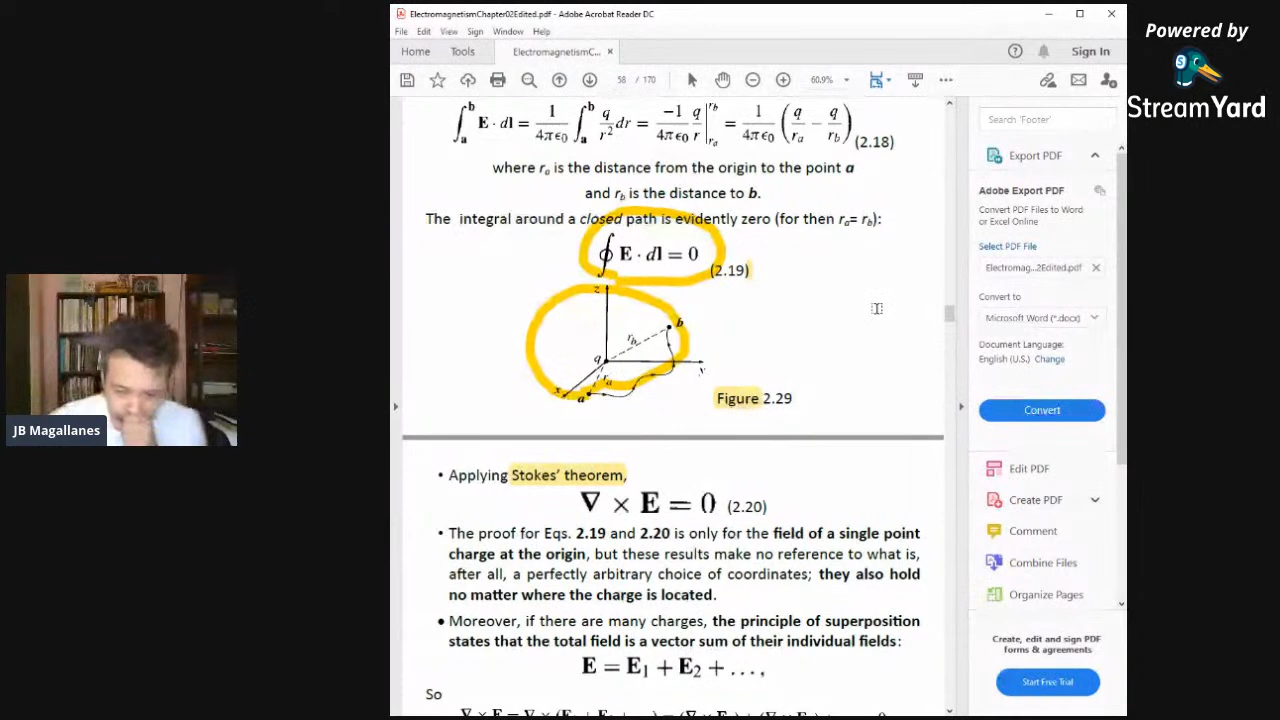 ElectromagnetismChapter02Edited.pdf - Adobe Acrobat Reader DC
File Edit View Sign Window Help
Home Tools ElectromagnetismC... × Sign In
58 / 170 60.9%
∫ₐᵇ E · dl = 1/4πϵ₀ ∫ₐᵇ q/r² dr = −1/4πϵ₀ q/r |ᵣₐʳᵇ = 1/4πϵ₀ (q/rₐ − q/r_b) (2.18)
where rₐ is the distance from the origin to the point a
and r_b is the distance to b.
The integral around a closed path is evidently zero (for then rₐ= r_b):
∮ E · dl = 0 (2.19)
z
b
r_b
q
y
rₐ
x
a
Figure 2.29
• Applying Stokes’ theorem,
∇ × E = 0 (2.20)
• The proof for Eqs. 2.19 and 2.20 is only for the field of a single point
charge at the origin, but these results make no reference to what is,
after all, a perfectly arbitrary choice of coordinates; they also hold
no matter where the charge is located.
• Moreover, if there are many charges, the principle of superposition
states that the total field is a vector sum of their individual fields:
E = E₁ + E₂ + . . . ,
So
Search 'Footer'
Export PDF
Adobe Export PDF
Convert PDF Files to Word
or Excel Online
Select PDF File
Electromag...2Edited.pdf ×
Convert to
Microsoft Word (*.docx)
Document Language:
English (U.S.) Change
Convert
Edit PDF
Create PDF
Comment
Combine Files
Organize Pages
Create, edit and sign PDF
forms & agreements
Start Free Trial
JB Magallanes
Powered by
StreamYard